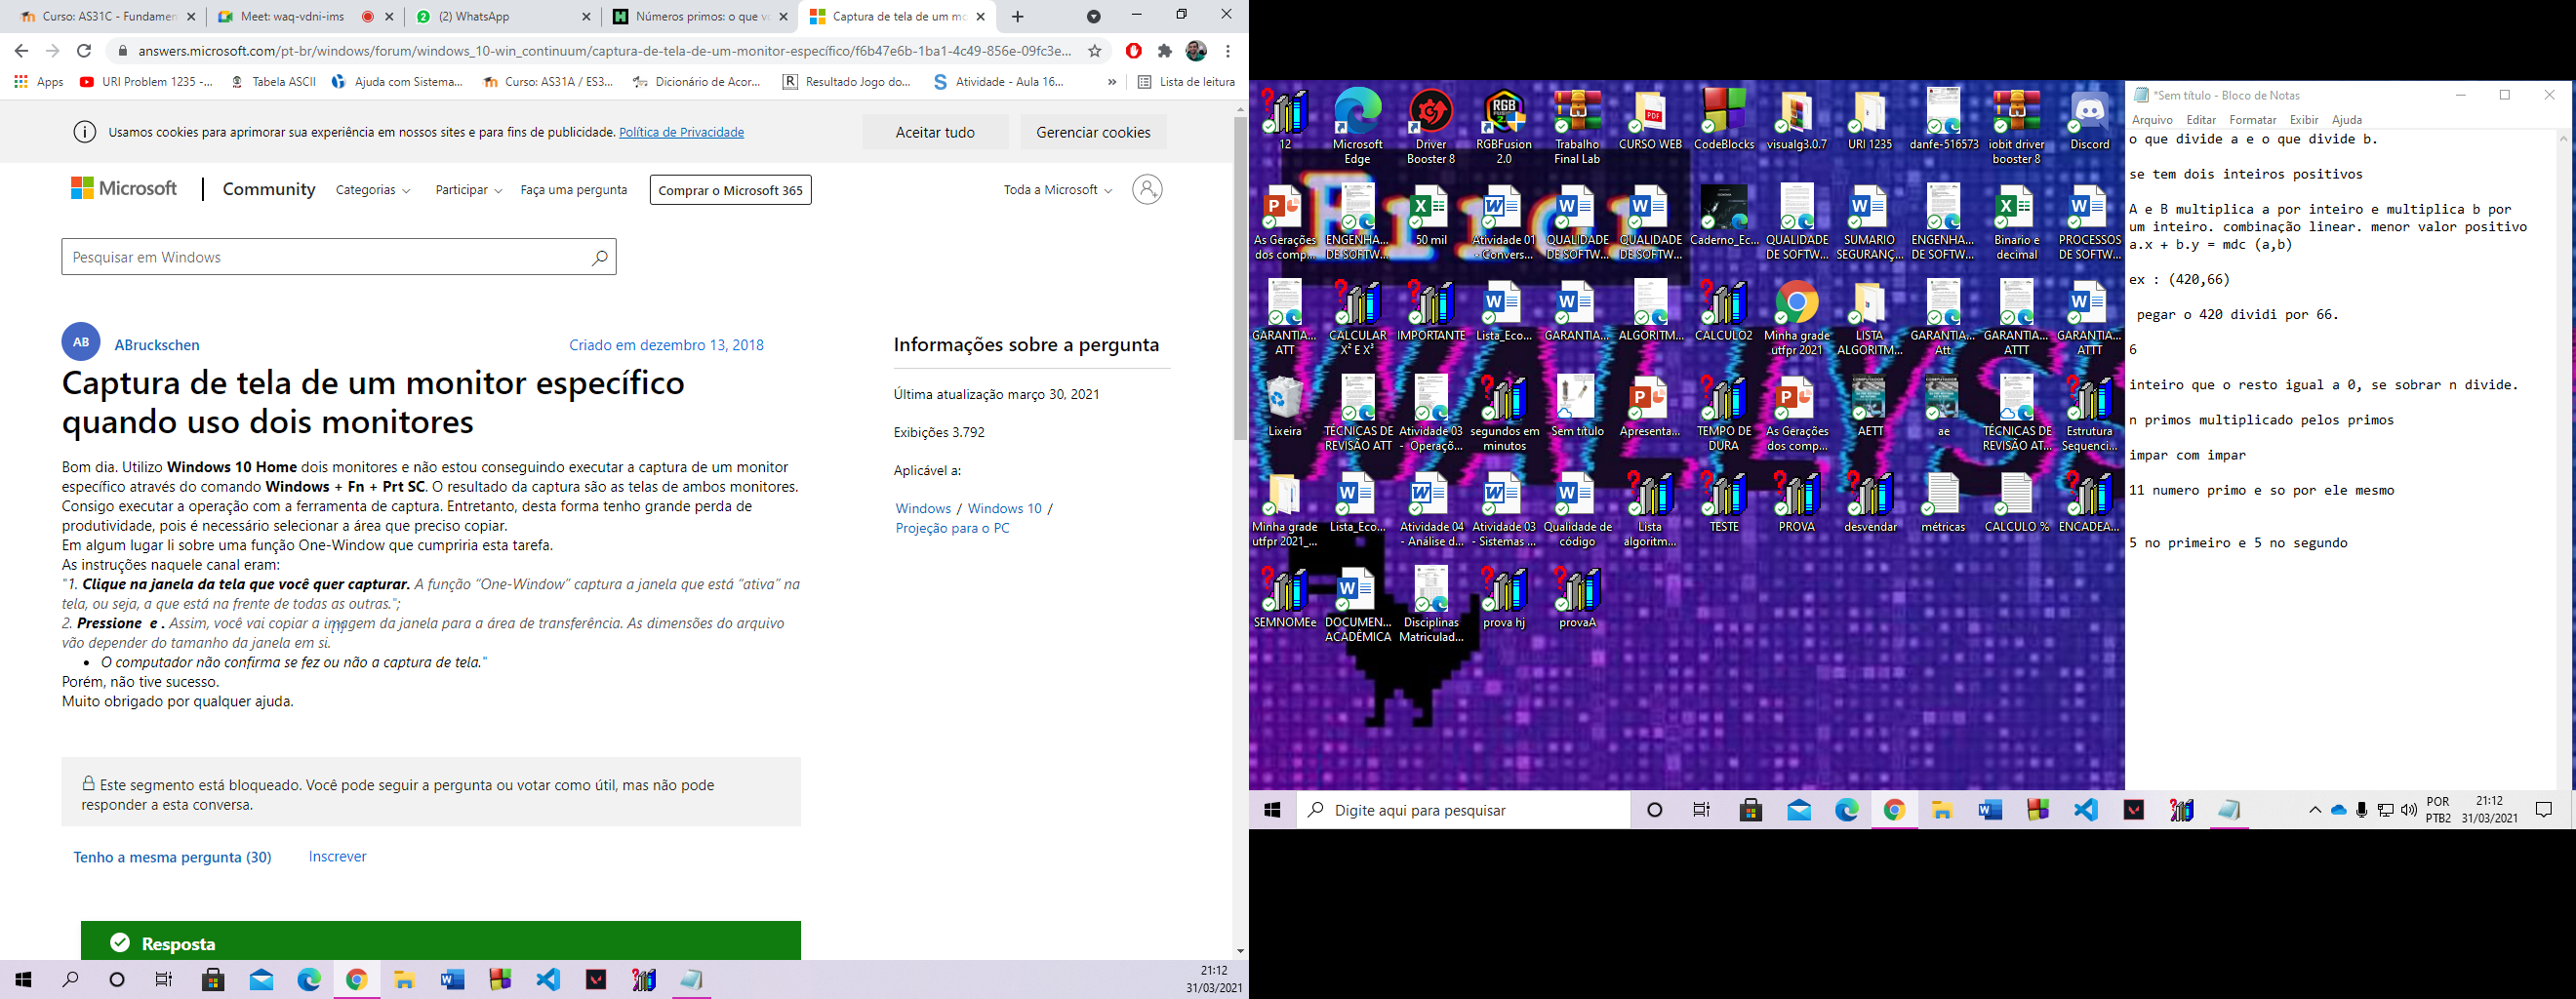 Curso: AS31C - Fundamen
Meet: waq-vdni-ims
(2) WhatsApp
Números primos: o que v
Captura de tela de um mo
answers.microsoft.com/pt-br/windows/forum/windows_10-win_continuum/captura-de-tela-de-um-monitor-específico/f6b47e6b-1ba1-4c49-856e-09fc3e...
Apps
URI Problem 1235 -...
Tabela ASCII
Ajuda com Sistema...
Curso: AS31A / ES3...
Dicionário de Acor...
Resultado Jogo do...
Atividade - Aula 16...
»
Lista de leitura
Usamos cookies para aprimorar sua experiência em nossos sites e para fins de publicidade. Política de Privacidade
Aceitar tudo
Gerenciar cookies
Microsoft
Community
Categorias
Participar
Faça uma pergunta
Comprar o Microsoft 365
Toda a Microsoft
Pesquisar em Windows
AB
ABruckschen
Criado em dezembro 13, 2018
Captura de tela de um monitor específico
quando uso dois monitores
Bom dia. Utilizo Windows 10 Home dois monitores e não estou conseguindo executar a captura de um monitor
específico através do comando Windows + Fn + Prt SC. O resultado da captura são as telas de ambos monitores.
Consigo executar a operação com a ferramenta de captura. Entretanto, desta forma tenho grande perda de
produtividade, pois é necessário selecionar a área que preciso copiar.
Em algum lugar li sobre uma função One-Window que cumpriria esta tarefa.
As instruções naquele canal eram:
"1. Clique na janela da tela que você quer capturar. A função “One-Window” captura a janela que está “ativa” na
tela, ou seja, a que está na frente de todas as outras.";
2. Pressione e . Assim, você vai copiar a imagem da janela para a área de transferência. As dimensões do arquivo
[1]
vão depender do tamanho da janela em si.
• O computador não confirma se fez ou não a captura de tela."
Porém, não tive sucesso.
Muito obrigado por qualquer ajuda.
Este segmento está bloqueado. Você pode seguir a pergunta ou votar como útil, mas não pode
responder a esta conversa.
Tenho a mesma pergunta (30)
Inscrever
Resposta
Informações sobre a pergunta
Última atualização março 30, 2021
Exibições 3.792
Aplicável a:
Windows / Windows 10 /
Projeção para o PC
21:12
31/03/2021
12
Microsoft
Edge
Driver
Booster 8
RGBFusion
2.0
Trabalho
Final Lab
CURSO WEB
CodeBlocks
visualg3.0.7
URI 1235
danfe-516573
iobit driver
booster 8
Discord
As Gerações
dos comp...
ENGENHA...
DE SOFTW...
50 mil
Atividade 01
- Convers...
QUALIDADE
DE SOFTW...
QUALIDADE
DE SOFTW...
Caderno_Ec...
QUALIDADE
DE SOFTW...
SUMARIO
SEGURANÇ...
ENGENHA...
DE SOFTW...
Binario e
decimal
PROCESSOS
DE SOFTW...
GARANTIA...
ATT
CALCULAR
X² E X³
IMPORTANTE
Lista_Eco...
GARANTIA...
ALGORITM...
CALCULO2
Minha grade
utfpr 2021
LISTA
ALGORITM...
GARANTIA...
Att
GARANTIA...
ATTT
GARANTIA...
ATTT
Lixeira
TÉCNICAS DE
REVISÃO ATT
Atividade 03
- Operaçõ...
segundos em
minutos
Sem título
Apresenta...
TEMPO DE
DURA
As Gerações
dos comp...
AETT
ae
TÉCNICAS DE
REVISÃO AT...
Estrutura
Sequenci...
Minha grade
utfpr 2021_...
Lista_Eco...
Atividade 04
- Análise d...
Atividade 03
- Sistemas ...
Qualidade de
código
Lista
algoritm...
TESTE
PROVA
desvendar
métricas
CALCULO %
ENCADEA...
SEMNOMEe
DOCUMEN...
ACADÊMICA
Disciplinas
Matriculad...
prova hj
provaA
Digite aqui para pesquisar
POR
PTB2
21:12
31/03/2021
*Sem título - Bloco de Notas
Arquivo Editar Formatar Exibir Ajuda
o que divide a e o que divide b.
se tem dois inteiros positivos
A e B multiplica a por inteiro e multiplica b por
um inteiro. combinação linear. menor valor positivo
a.x + b.y = mdc (a,b)
ex : (420,66)
pegar o 420 dividi por 66.
6
inteiro que o resto igual a 0, se sobrar n divide.
n primos multiplicado pelos primos
impar com impar
11 numero primo e so por ele mesmo
5 no primeiro e 5 no segundo